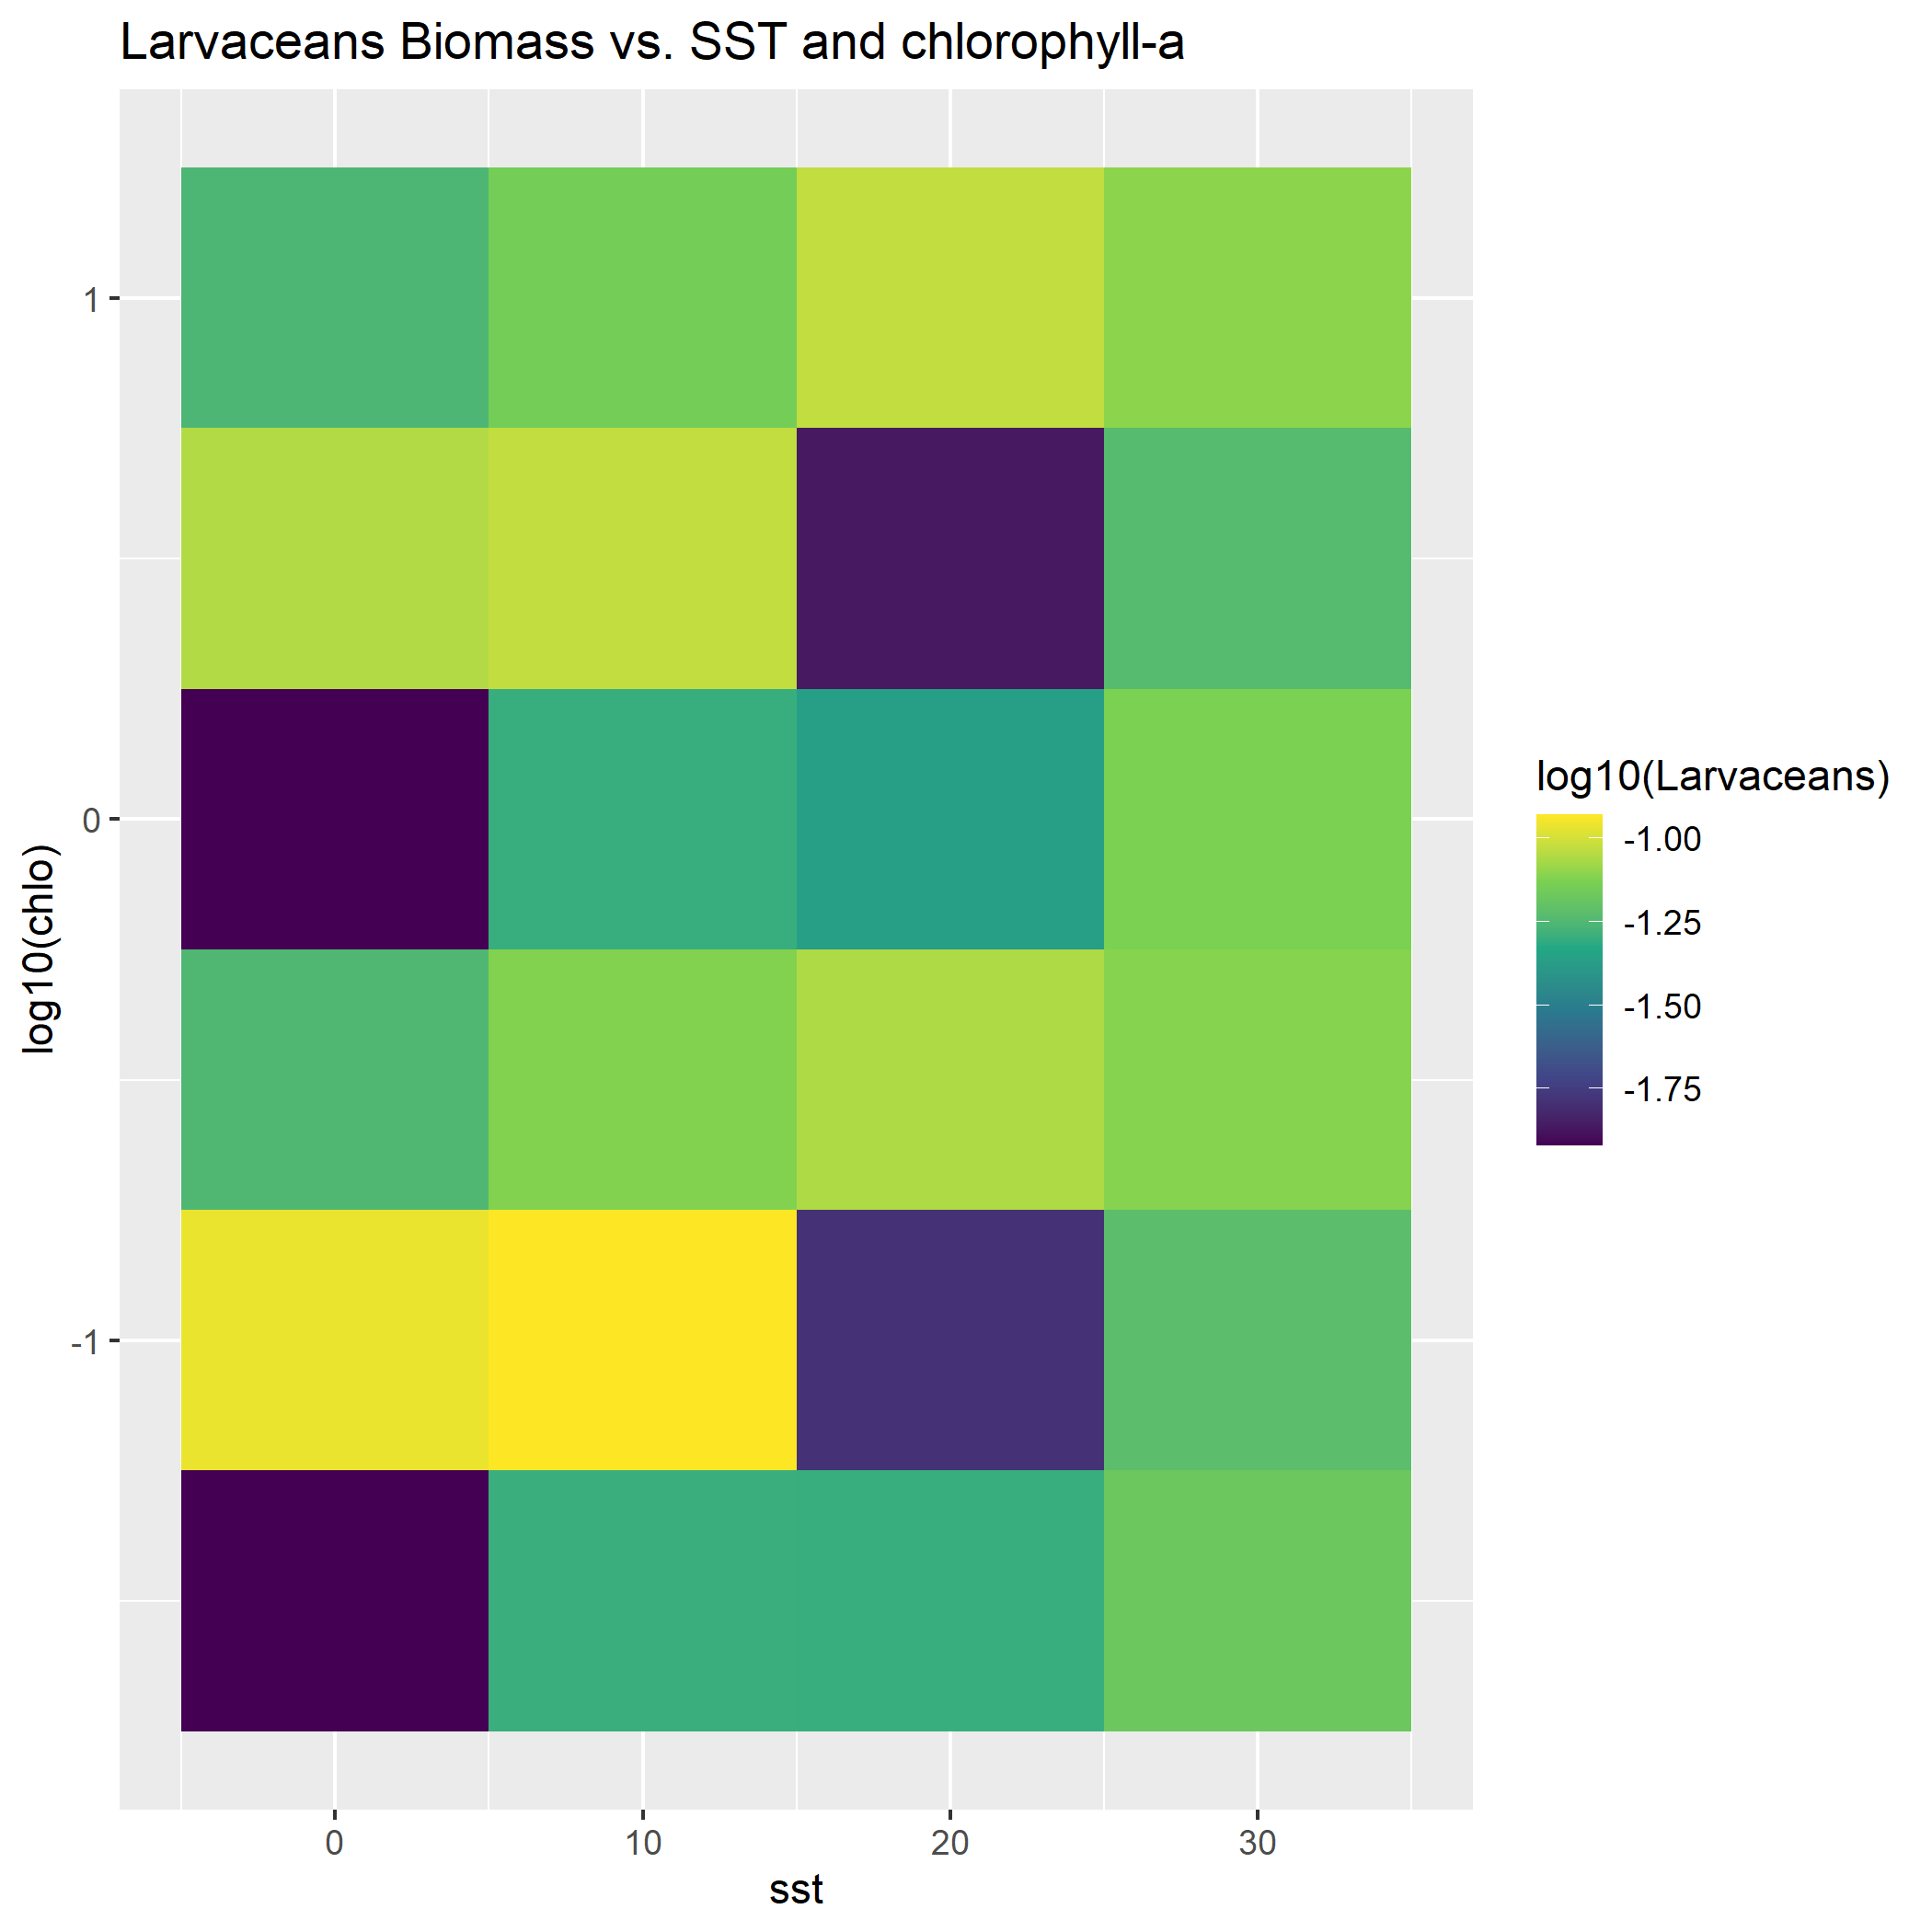 Larvaceans Biomass vs. SST and chlorophyll-a
1
0
-1
log10(chlo)
0 10 20 30
sst
log10(Larvaceans)
-1.00
-1.25
-1.50
-1.75